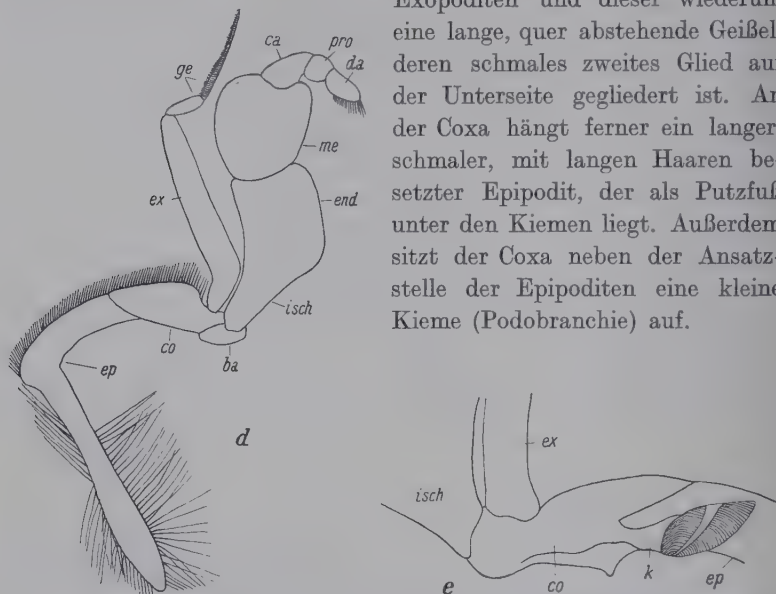 Exopoditen und dieser wiederum
eine lange, quer abstehende Geißel
deren schmales zweites Glied au
der Unterseite gegliedert ist. An
der Coxa hängt ferner ein langer
schmaler, mit langen Haaren be-
setzter Epipodit, der als Putzfuß
unter den Kiemen liegt. Außerdem
sitzt der Coxa neben der Ansatz-
stelle der Epipoditen eine kleine
Kieme (Podobranchie) auf.
ge
ca
pro
da
me
ex
end
isch
co
ba
ep
d
ex
isch
e
co
k
ep